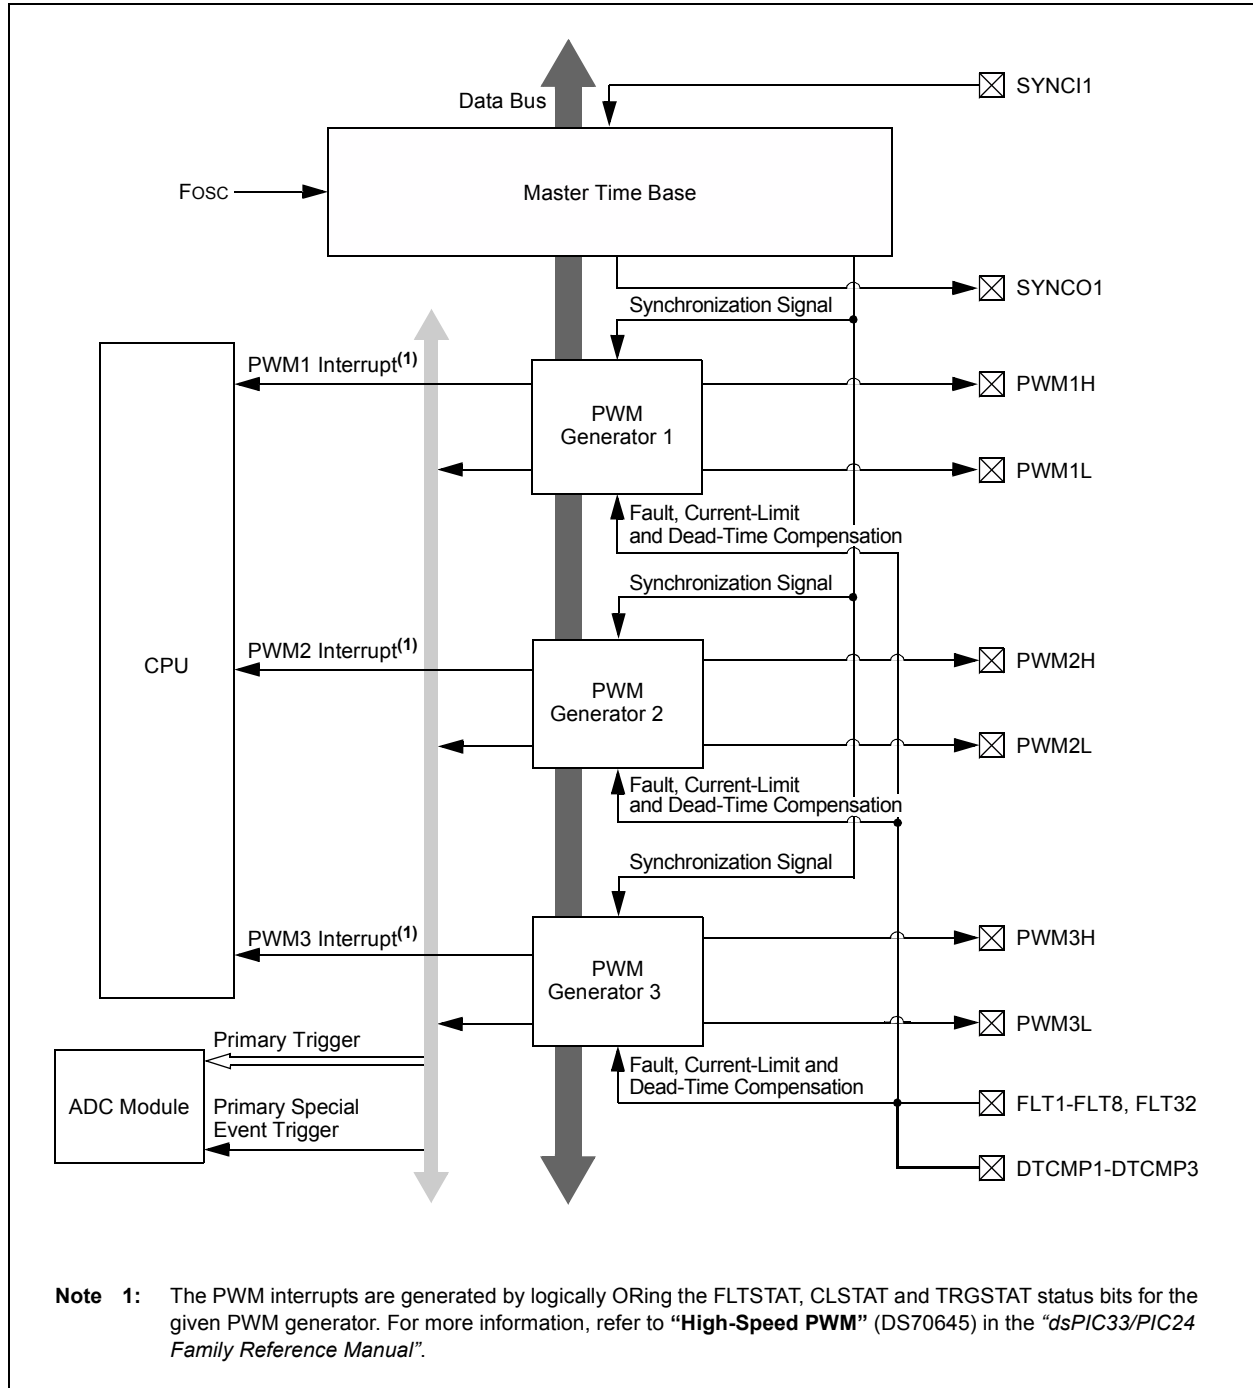 SYNCI1
Data Bus
Master Time Base
FOSC
SYNCO1
Synchronization Signal
PWM1 Interrupt(1)
PWM1H
PWM
Generator 1
PWM1L
Fault, Current-Limit
and Dead-Time Compensation
Synchronization Signal
CPU
PWM2 Interrupt(1)
PWM2H
PWM
Generator 2
PWM2L
Fault, Current-Limit
and Dead-Time Compensation
Synchronization Signal
PWM3 Interrupt(1)
PWM3H
PWM
Generator 3
PWM3L
Primary Trigger
Fault, Current-Limit and
Dead-Time Compensation
ADC Module
Primary Special
Event Trigger
FLT1-FLT8, FLT32
DTCMP1-DTCMP3
Note 1: The PWM interrupts are generated by logically ORing the FLTSTAT, CLSTAT and TRGSTAT status bits for the
given PWM generator. For more information, refer to “High-Speed PWM” (DS70645) in the “dsPIC33/PIC24
Family Reference Manual”.